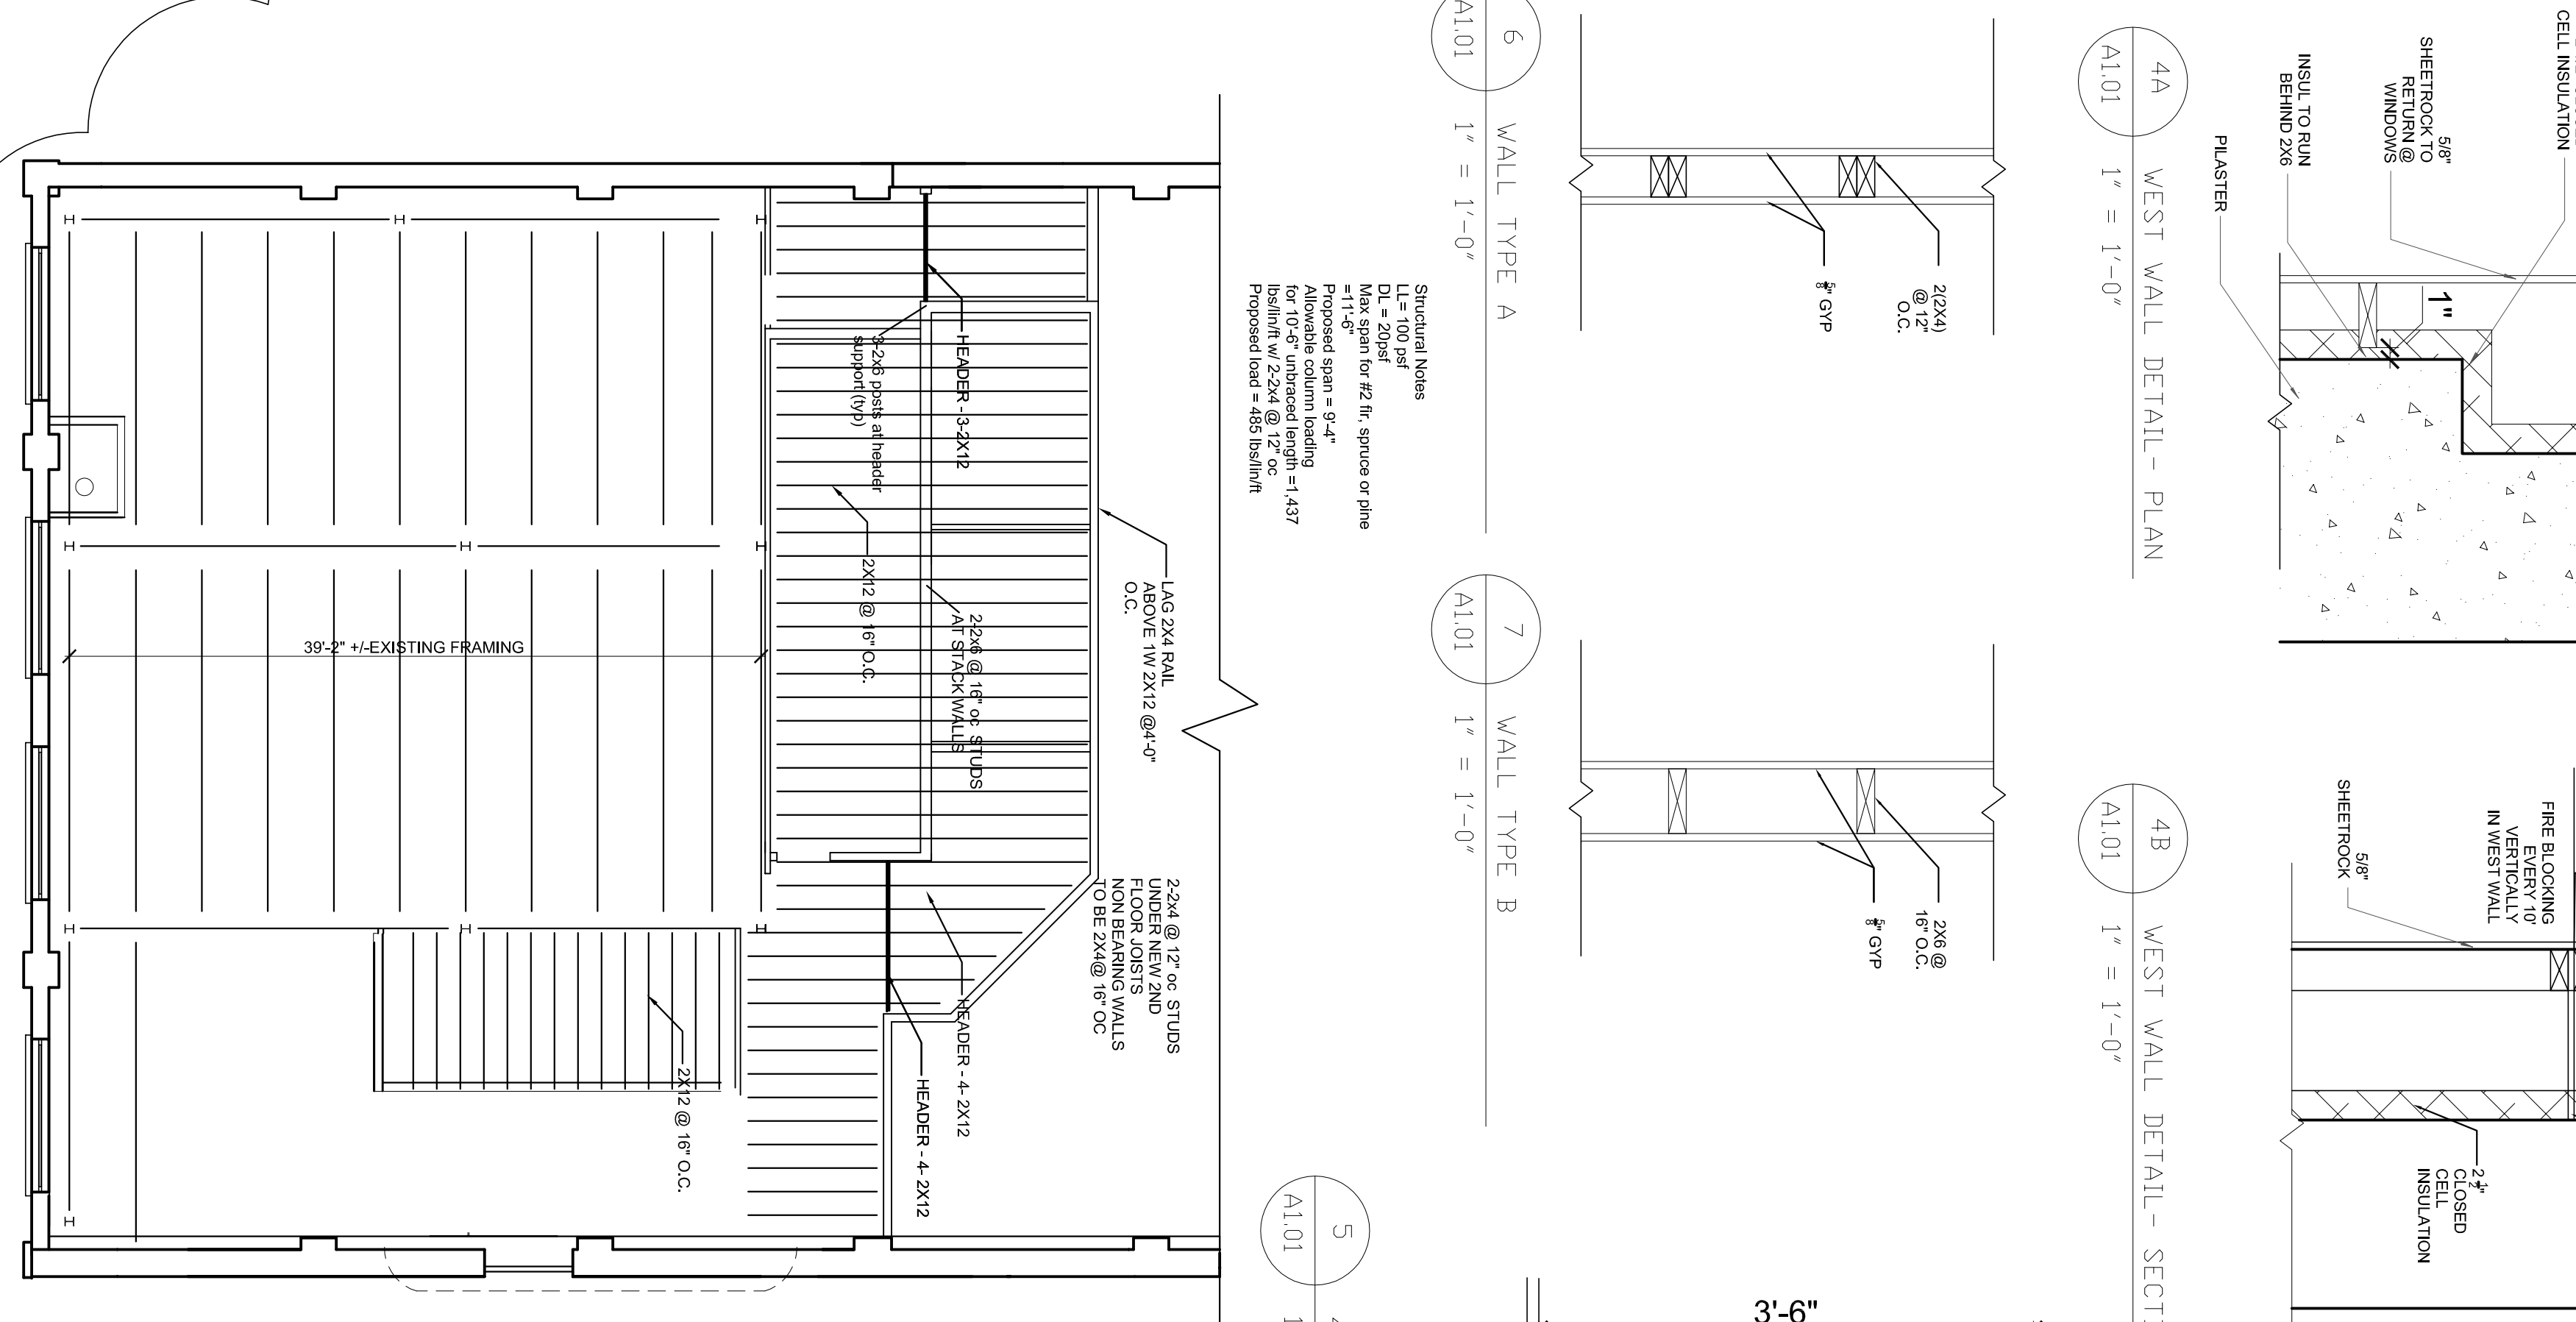 CELL INSULATION
5/8"
SHEETROCK TO
RETURN @
WINDOWS
INSUL TO RUN
BEHIND 2X6
PILASTER
1"
4A
A1.01
WEST WALL DETAIL- PLAN
1" = 1'-0"
FIRE BLOCKING
EVERY 10'
VERTICALLY
IN WEST WALL
5/8"
SHEETROCK
2 1/2"
CLOSED
CELL
INSULATION
4B
A1.01
WEST WALL DETAIL- SECT
1" = 1'-0"
2(2X4)
@ 12"
O.C.
5/8" GYP
6
A1.01
WALL TYPE A
1" = 1'-0"
2X6 @
16" O.C.
5/8" GYP
7
A1.01
WALL TYPE B
1" = 1'-0"
Structural Notes
LL= 100 psf
DL = 20psf
Max span for #2 fir, spruce or pine
=11'-6"
Proposed span = 9'-4"
Allowable column loading
for 10'-6" unbraced length =1,437
lbs/lin/ft w/ 2-2x4 @ 12" oc
Proposed load = 485 lbs/lin/ft
5
A1.01
3'-6"
LAG 2X4 RAIL
ABOVE 1W 2X12 @4'-0"
O.C.
2-2x4 @ 12" oc STUDS
UNDER NEW 2ND
FLOOR JOISTS
NON BEARING WALLS
TO BE 2X4@ 16" OC
HEADER - 3-2X12
3-2x6 posts at header
support(typ)
2-2x6 @ 16" oc STUDS
AT STACK WALLS
2X12 @ 16" O.C.
HEADER - 4- 2X12
HEADER - 4- 2X12
2X12 @ 16" O.C.
39'-2" +/-EXISTING FRAMING